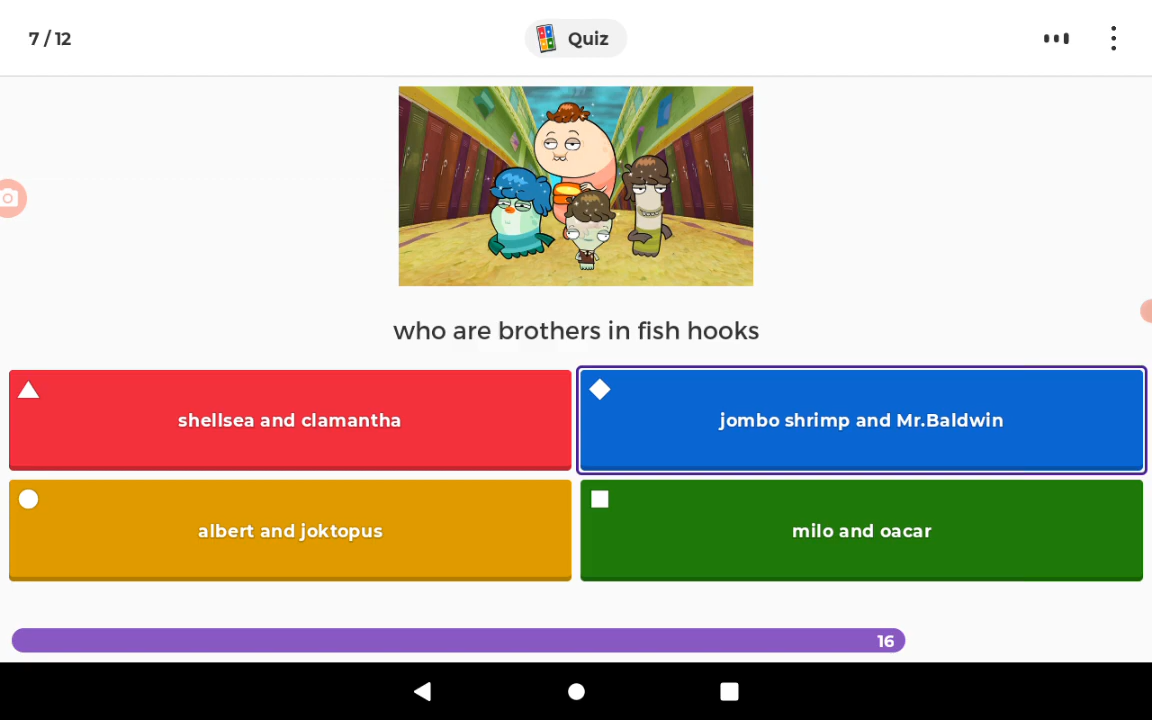 7 / 12
Quiz
who are brothers in fish hooks
shellsea and clamantha
jombo shrimp and Mr.Baldwin
albert and joktopus
milo and oacar
16